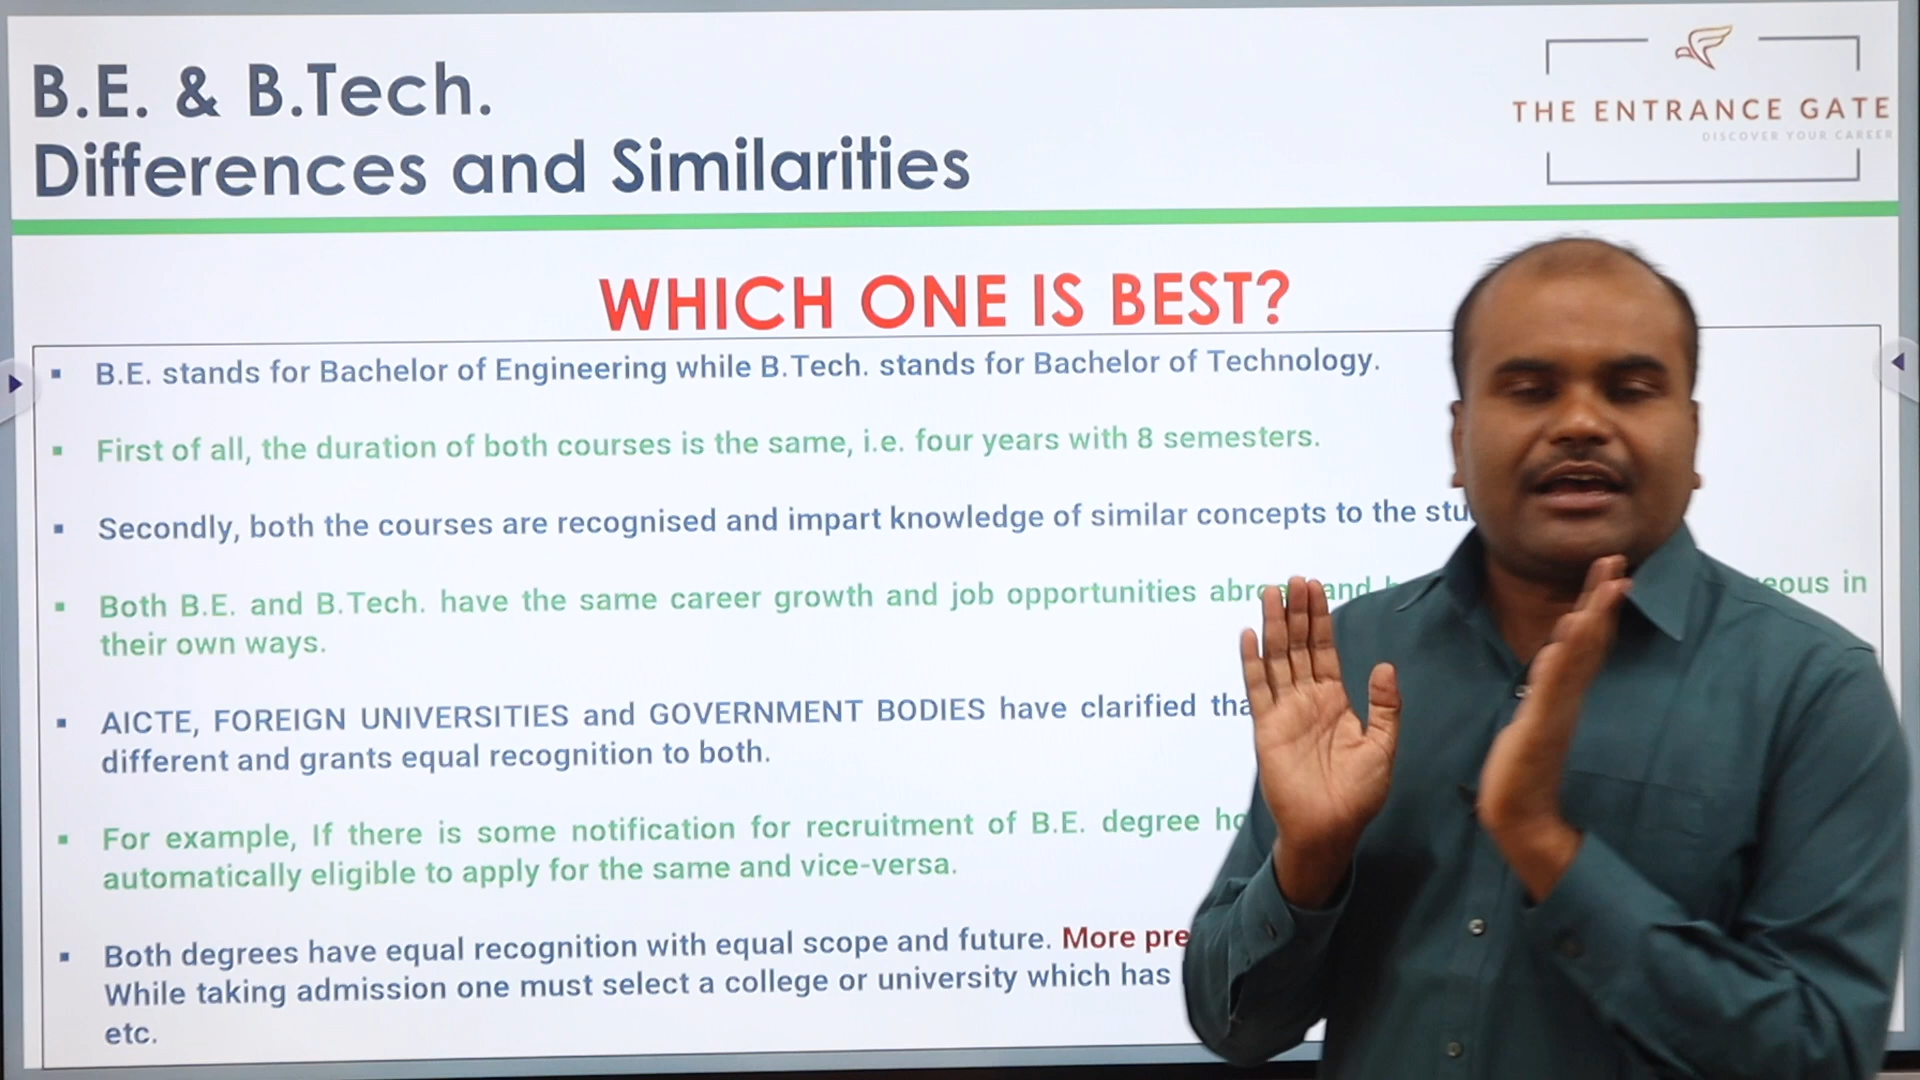 B.E. & B.Tech.
Differences and Similarities
THE ENTRANCE GATE
DISCOVER YOUR CAREER
WHICH ONE IS BEST?
▪ B.E. stands for Bachelor of Engineering while B.Tech. stands for Bachelor of Technology.
▪ First of all, the duration of both courses is the same, i.e. four years with 8 semesters.
▪ Secondly, both the courses are recognised and impart knowledge of similar concepts to the
▪ Both B.E. and B.Tech. have the same career growth and job opportunities and in
their own ways.
▪ AICTE, FOREIGN UNIVERSITIES and GOVERNMENT BODIES have clarified
different and grants equal recognition to both.
▪ For example, If there is some notification for recruitment of B.E. degree
automatically eligible to apply for the same and vice-versa.
▪ Both degrees have equal recognition with equal scope and future. More
While taking admission one must select a college or university which has
etc.